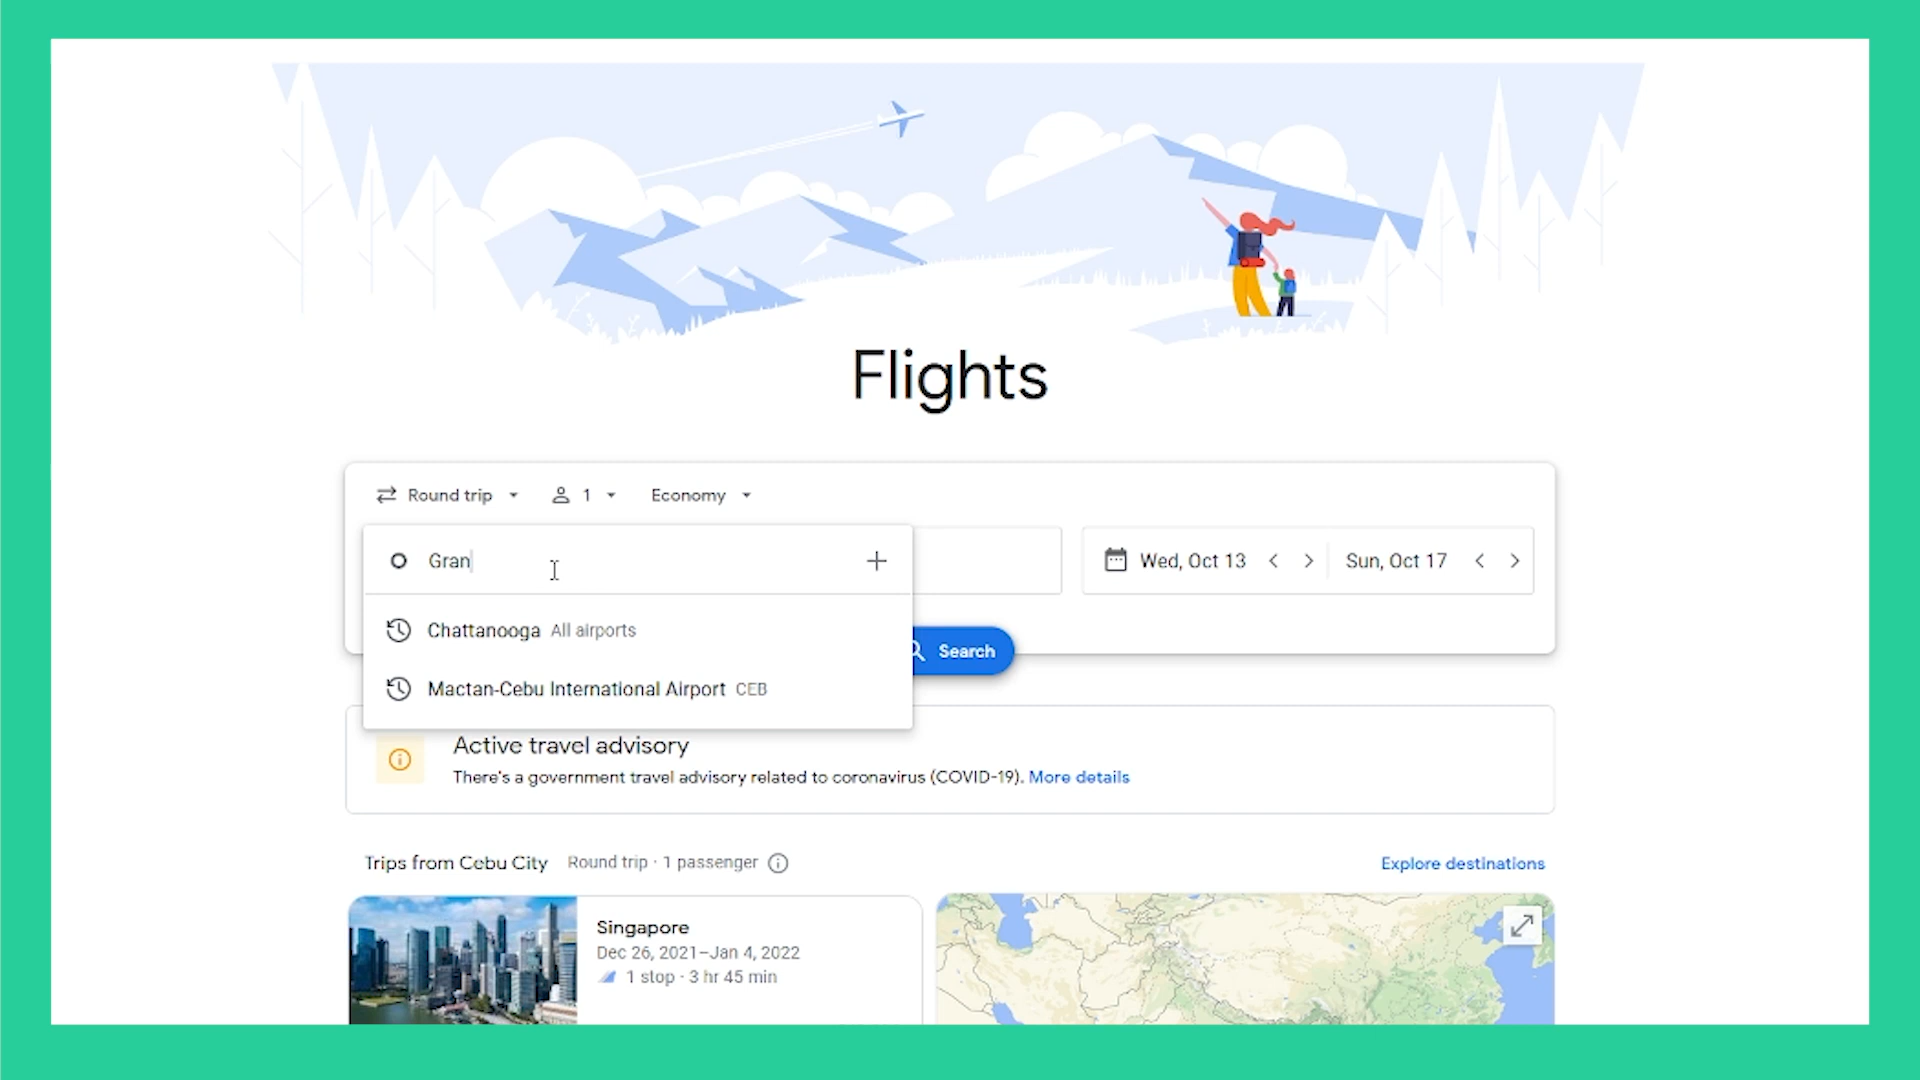 Flights
Round trip 1 Economy
Gran
Wed, Oct 13 Sun, Oct 17
Chattanooga All airports
Search
Mactan-Cebu International Airport CEB
Active travel advisory
There's a government travel advisory related to coronavirus (COVID-19). More details
Trips from Cebu City Round trip · 1 passenger
Explore destinations
Singapore
Dec 26, 2021–Jan 4, 2022
1 stop · 3 hr 45 min